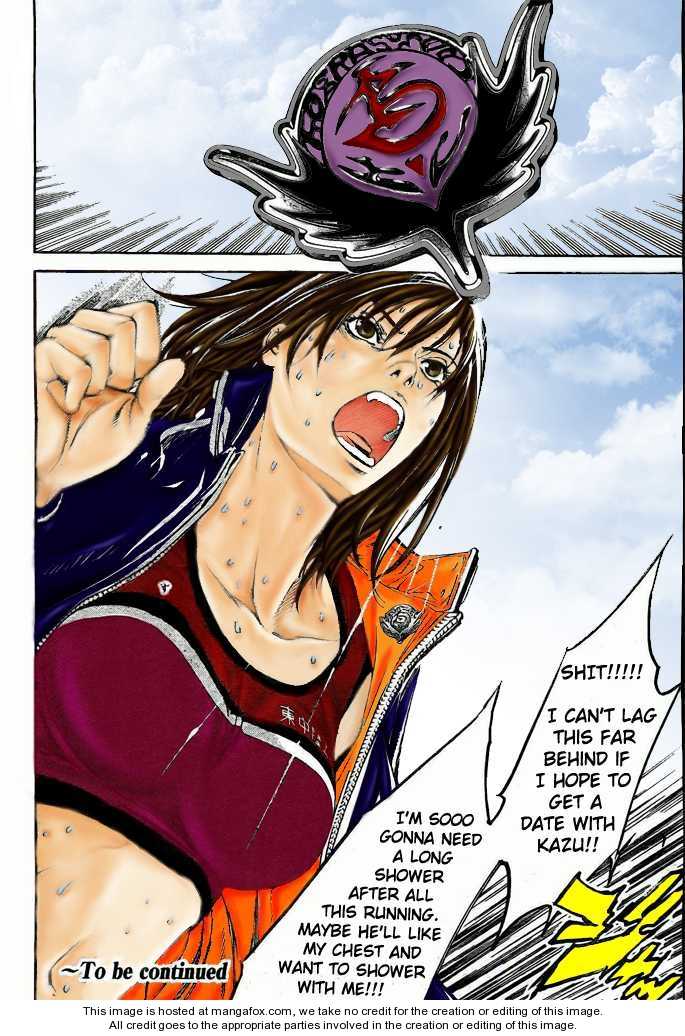 SHIT!!!!!
I CAN'T LAG
THIS FAR
BEHIND IF
I HOPE TO
GET A
DATE WITH
KAZU!!
I'M SOOO
GONNA NEED
A LONG
SHOWER
AFTER ALL
THIS RUNNING.
MAYBE HE'LL LIKE
MY CHEST AND
WANT TO SHOWER
WITH ME!!!
東中
~To be continued
This image is hosted at mangafox.com, we take no credit for the creation or editing of this image.
All credit goes to the appropriate parties involved in the creation or editing of this image.